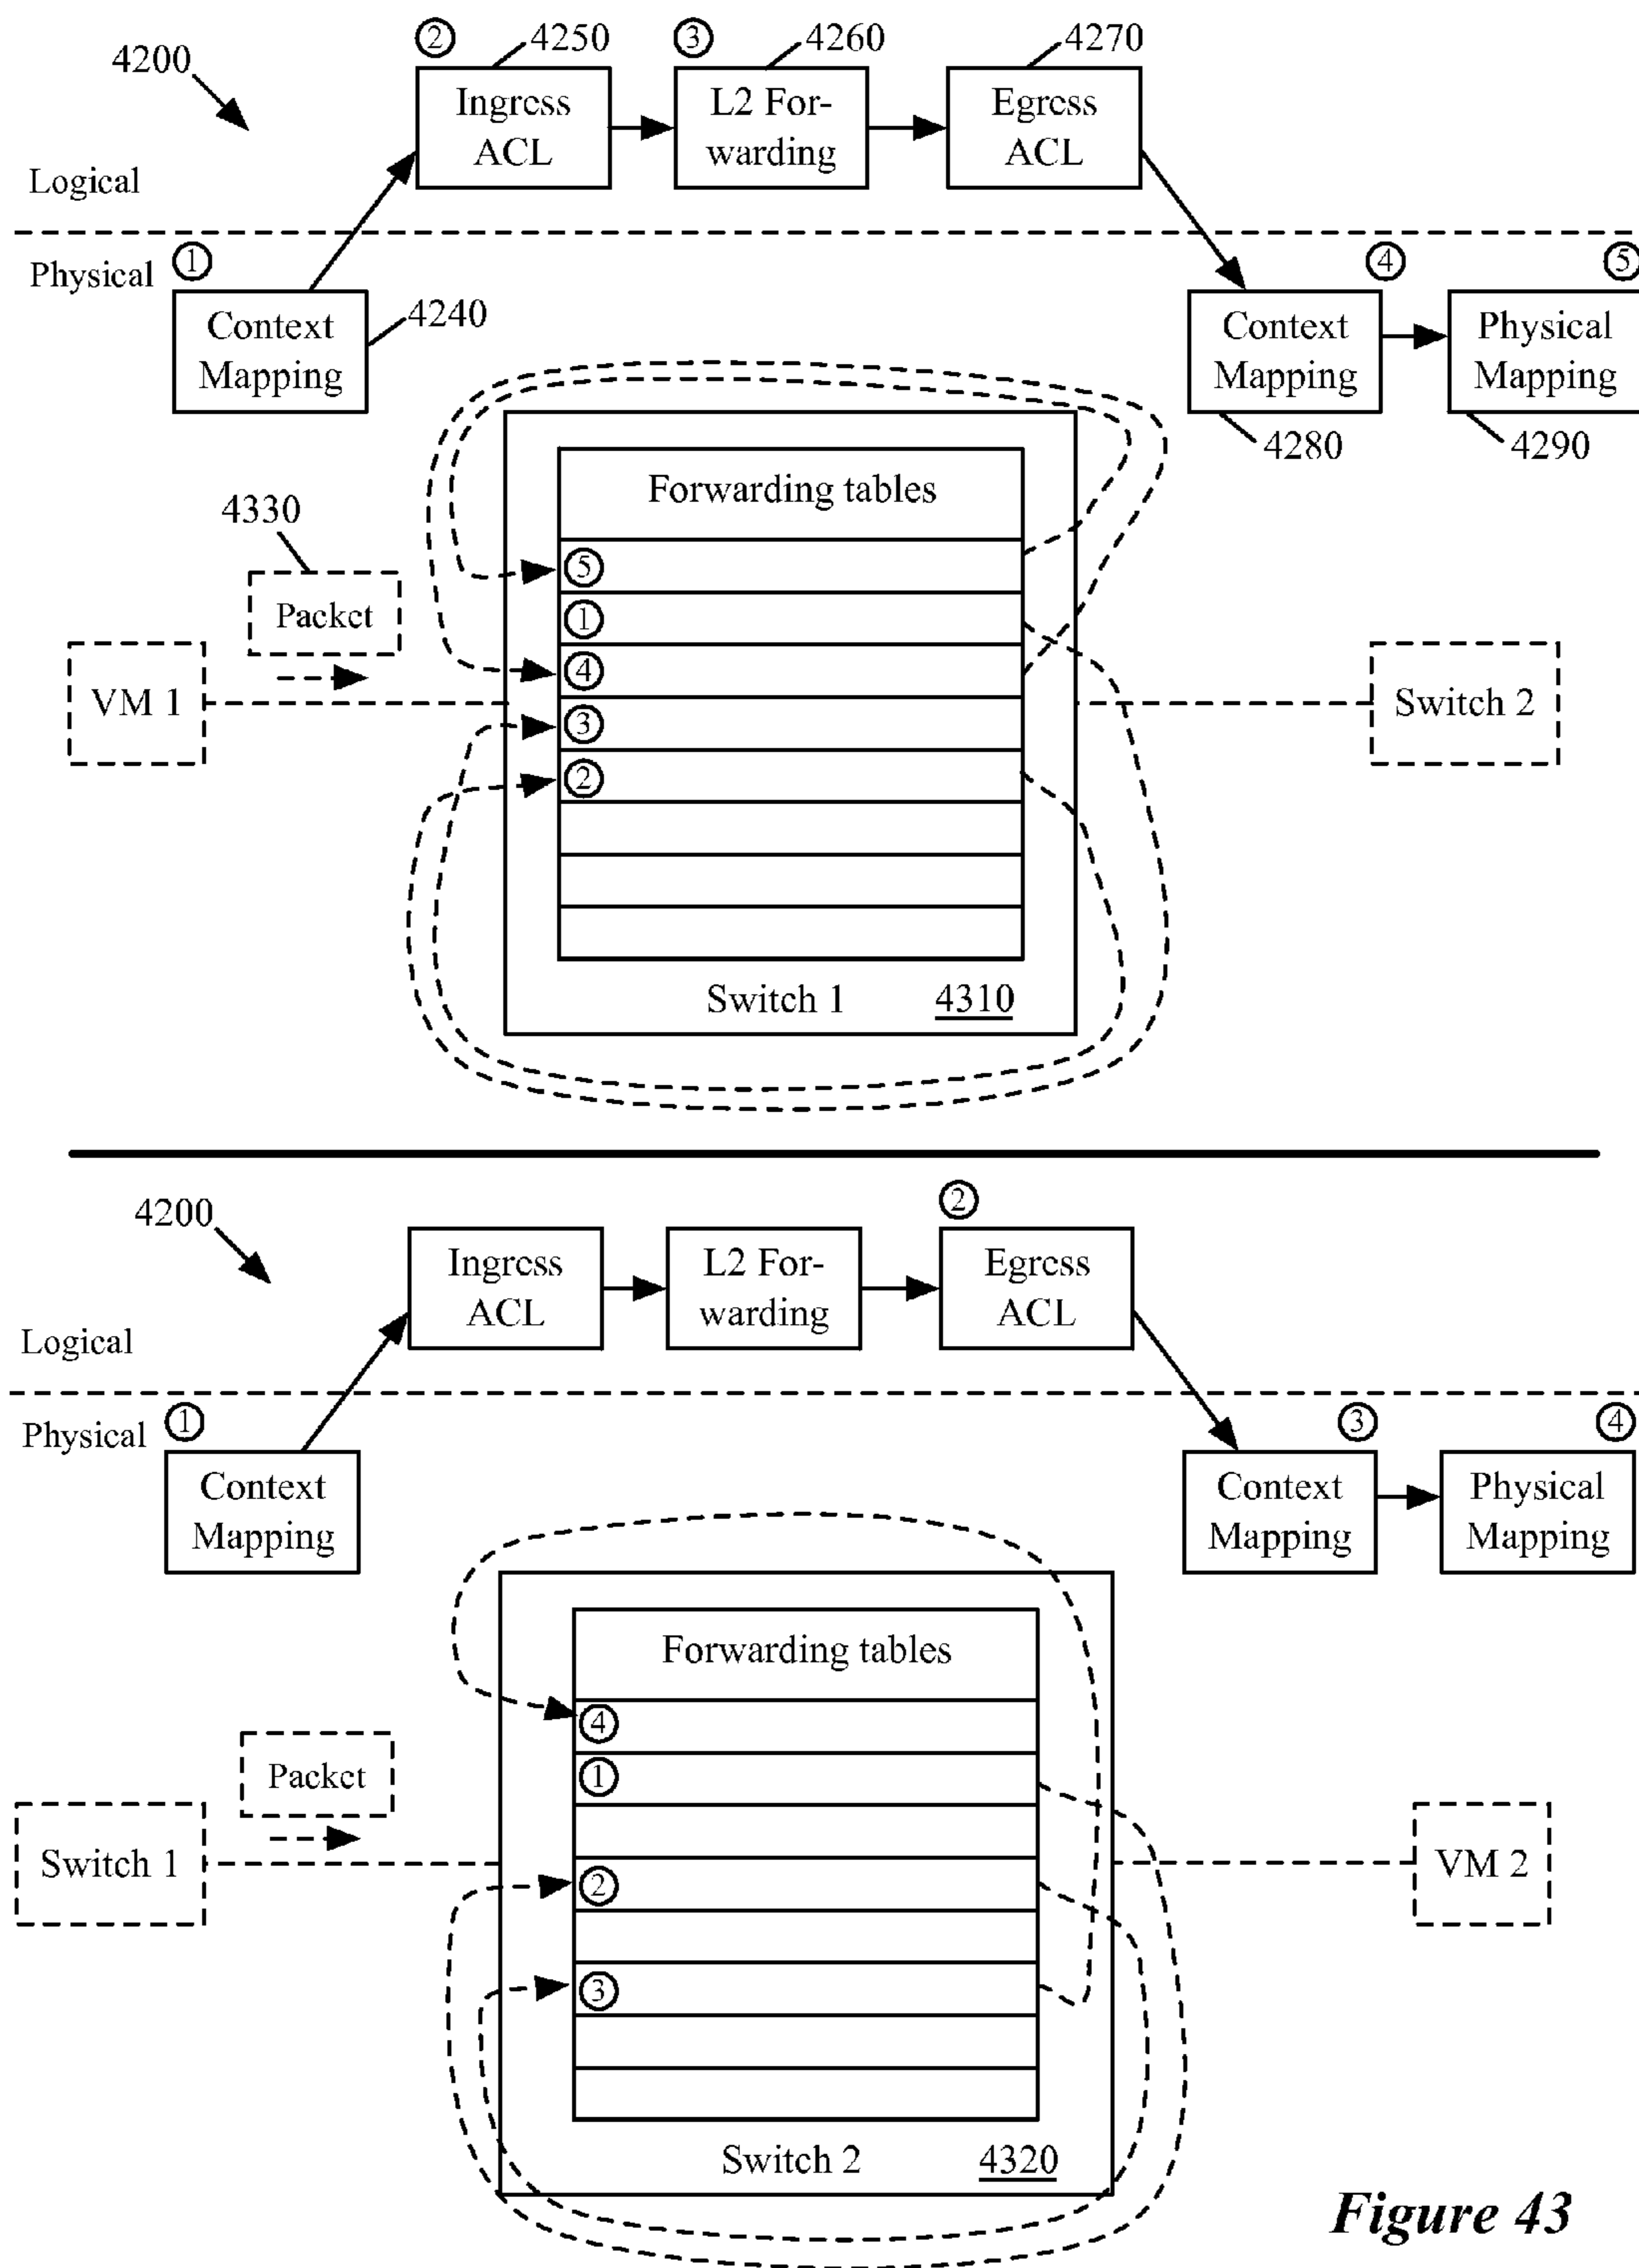 ② 4250 ③ 4260 4270
4200
Ingress
ACL
L2 For-
warding
Egress
ACL
Logical
Physical
①
Context
Mapping
4240
④ ⑤
Context
Mapping
Physical
Mapping
4280 4290
Forwarding tables
4330
Packet
⑤
①
④
VM 1
③
Switch 2
②
Switch 1 4310
4200
②
Ingress
ACL
L2 For-
warding
Egress
ACL
Logical
Physical
①
Context
Mapping
③ ④
Context
Mapping
Physical
Mapping
Forwarding tables
④
Packet
①
Switch 1
②
VM 2
③
Switch 2 4320
Figure 43